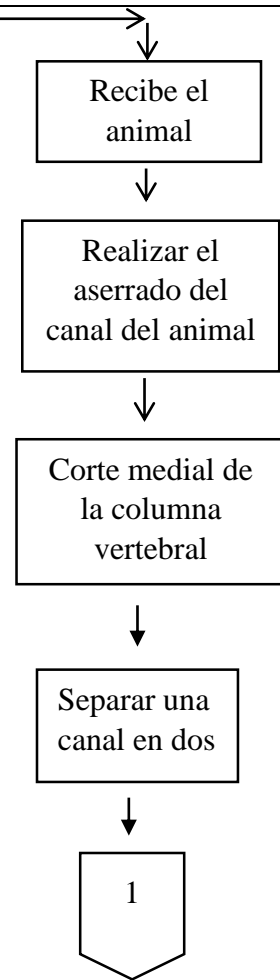 Recibe el
animal
Realizar el
aserrado del
canal del animal
Corte medial de
la columna
vertebral
Separar una
canal en dos
1